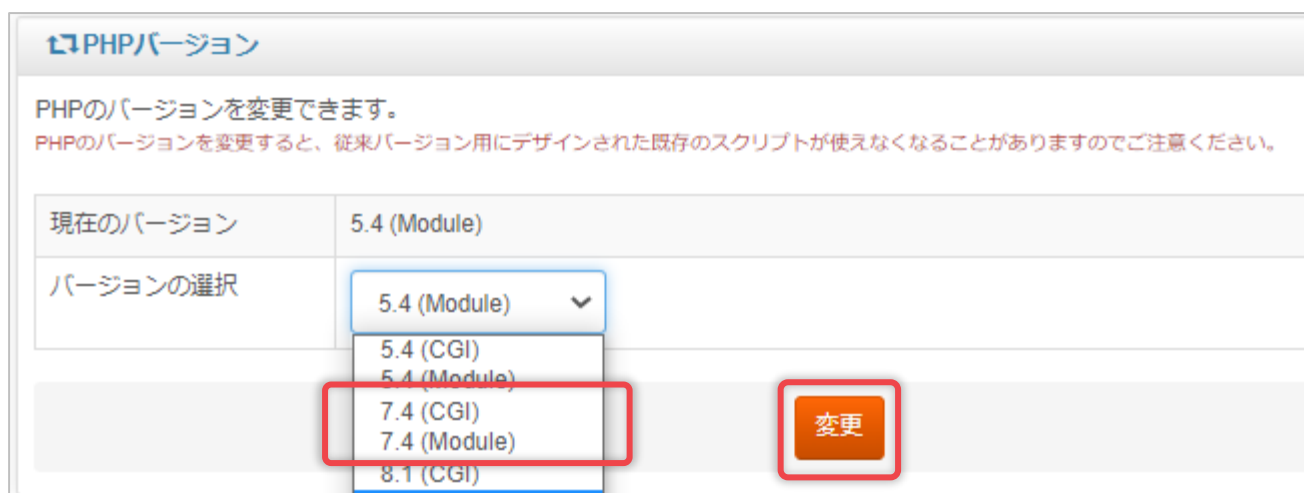 PHPバージョン
PHPのバージョンを変更できます。
PHPのバージョンを変更すると、従来バージョン用にデザインされた既存のスクリプトが使えなくなることがありますのでご注意ください。
現在のバージョン 5.4 (Module)
バージョンの選択 5.4 (Module)
5.4 (CGI)
5.4 (Module)
7.4 (CGI)
7.4 (Module)
8.1 (CGI)
変更